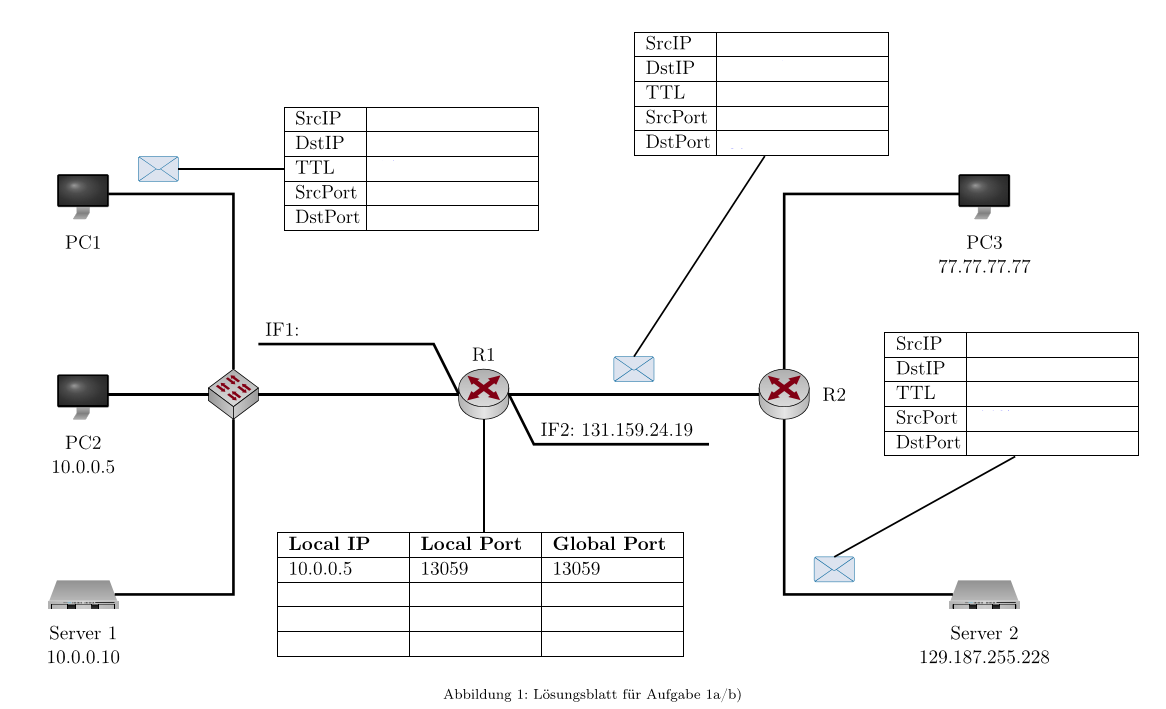 SrcIP
DstIP
TTL
SrcPort
DstPort
SrcIP
DstIP
TTL
SrcPort
DstPort
PC1
PC3
77.77.77.77
IF1:
R1
SrcIP
DstIP
TTL
SrcPort
DstPort
R2
IF2: 131.159.24.19
PC2
10.0.0.5
Local IP Local Port Global Port
10.0.0.5 13059 13059
Server 1
10.0.0.10
Server 2
129.187.255.228
Abbildung 1: Lösungsblatt für Aufgabe 1a/b)